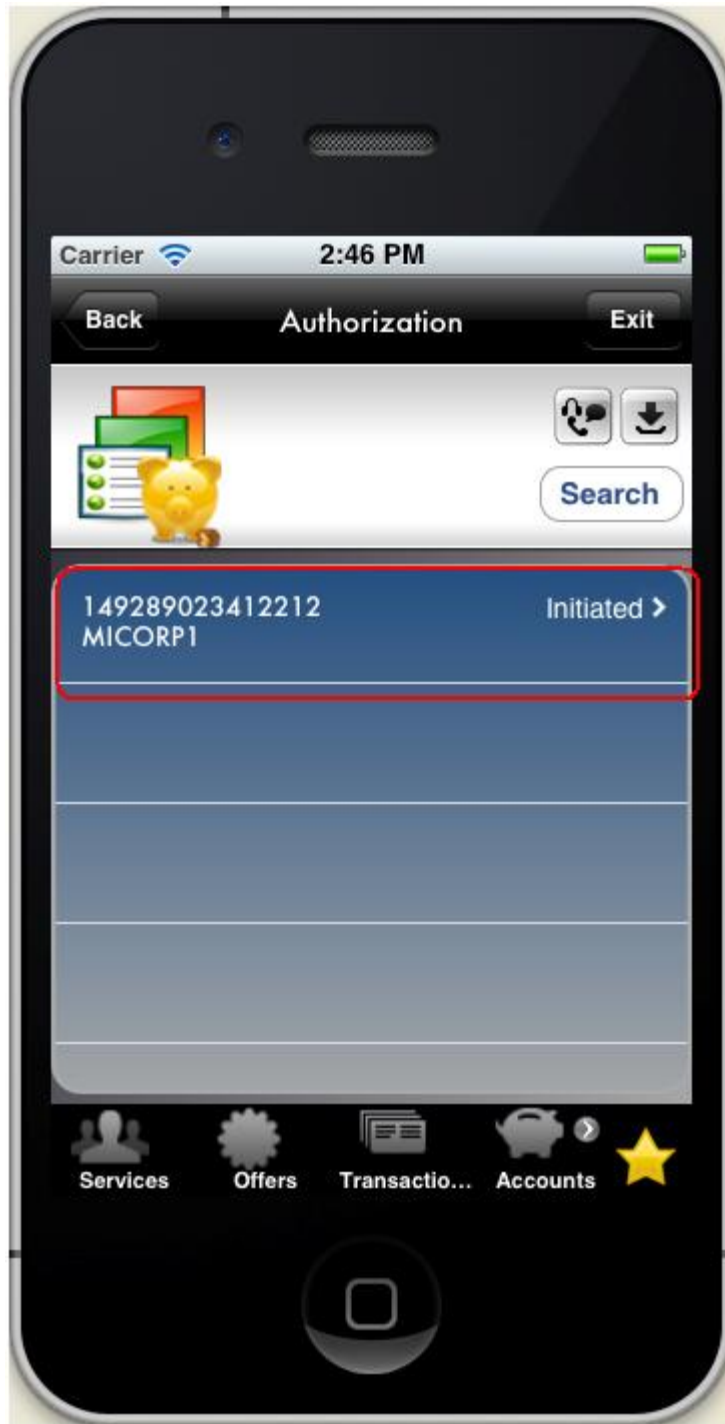 Carrier 2:46 PM
Back Authorization Exit
Search
149289023412212 Initiated >
MICORP1
Services Offers Transactio... Accounts